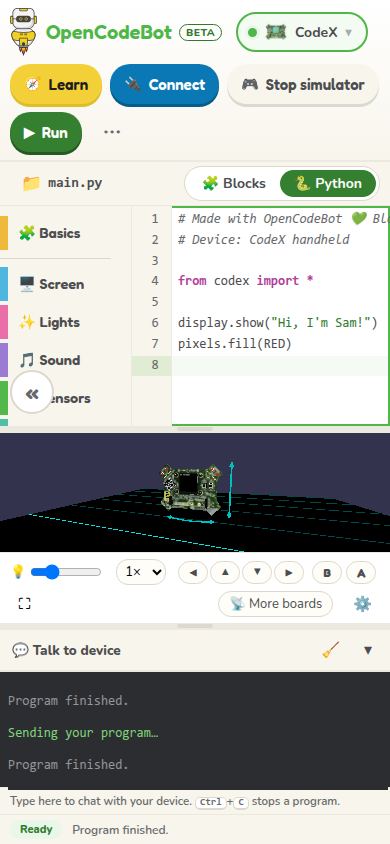 OpenCodeBot BETA CodeX ▾
Learn Connect Stop simulator
Run ...
main.py Blocks Python
Basics
Screen
Lights
Sound
ensors
1 # Made with OpenCodeBot 💚 Blo
2 # Device: CodeX handheld
3
4 from codex import *
5
6 display.show("Hi, I'm Sam!")
7 pixels.fill(RED)
8
1× B A
More boards
Talk to device
Program finished.
Sending your program…
Program finished.
Type here to chat with your device. Ctrl+C stops a program.
Ready Program finished.